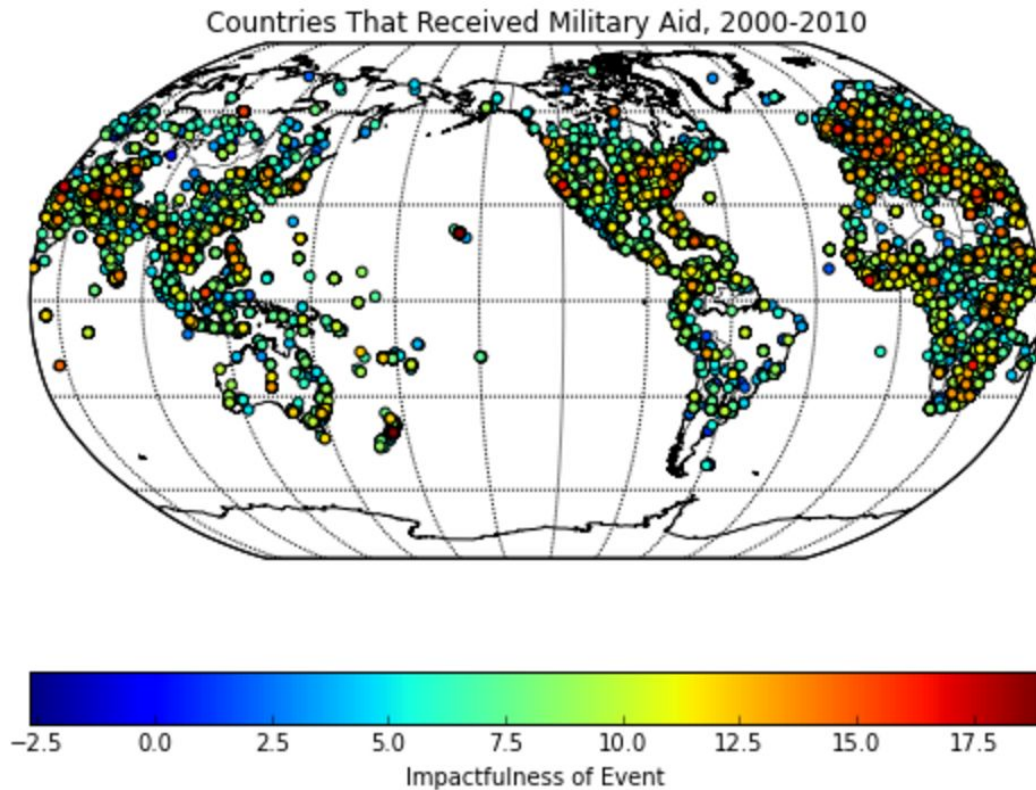 Countries That Received Military Aid, 2000-2010
−2.5 0.0 2.5 5.0 7.5 10.0 12.5 15.0 17.5
Impactfulness of Event